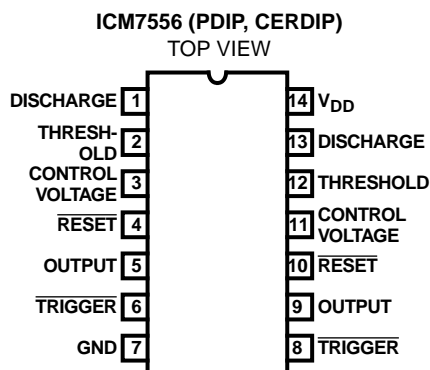 ICM7556 (PDIP, CERDIP)
TOP VIEW
DISCHARGE 1
THRESH-
OLD 2
CONTROL
VOLTAGE 3
RESET 4
OUTPUT 5
TRIGGER 6
GND 7
14 VDD
13 DISCHARGE
12 THRESHOLD
11 CONTROL
VOLTAGE
10 RESET
9 OUTPUT
8 TRIGGER